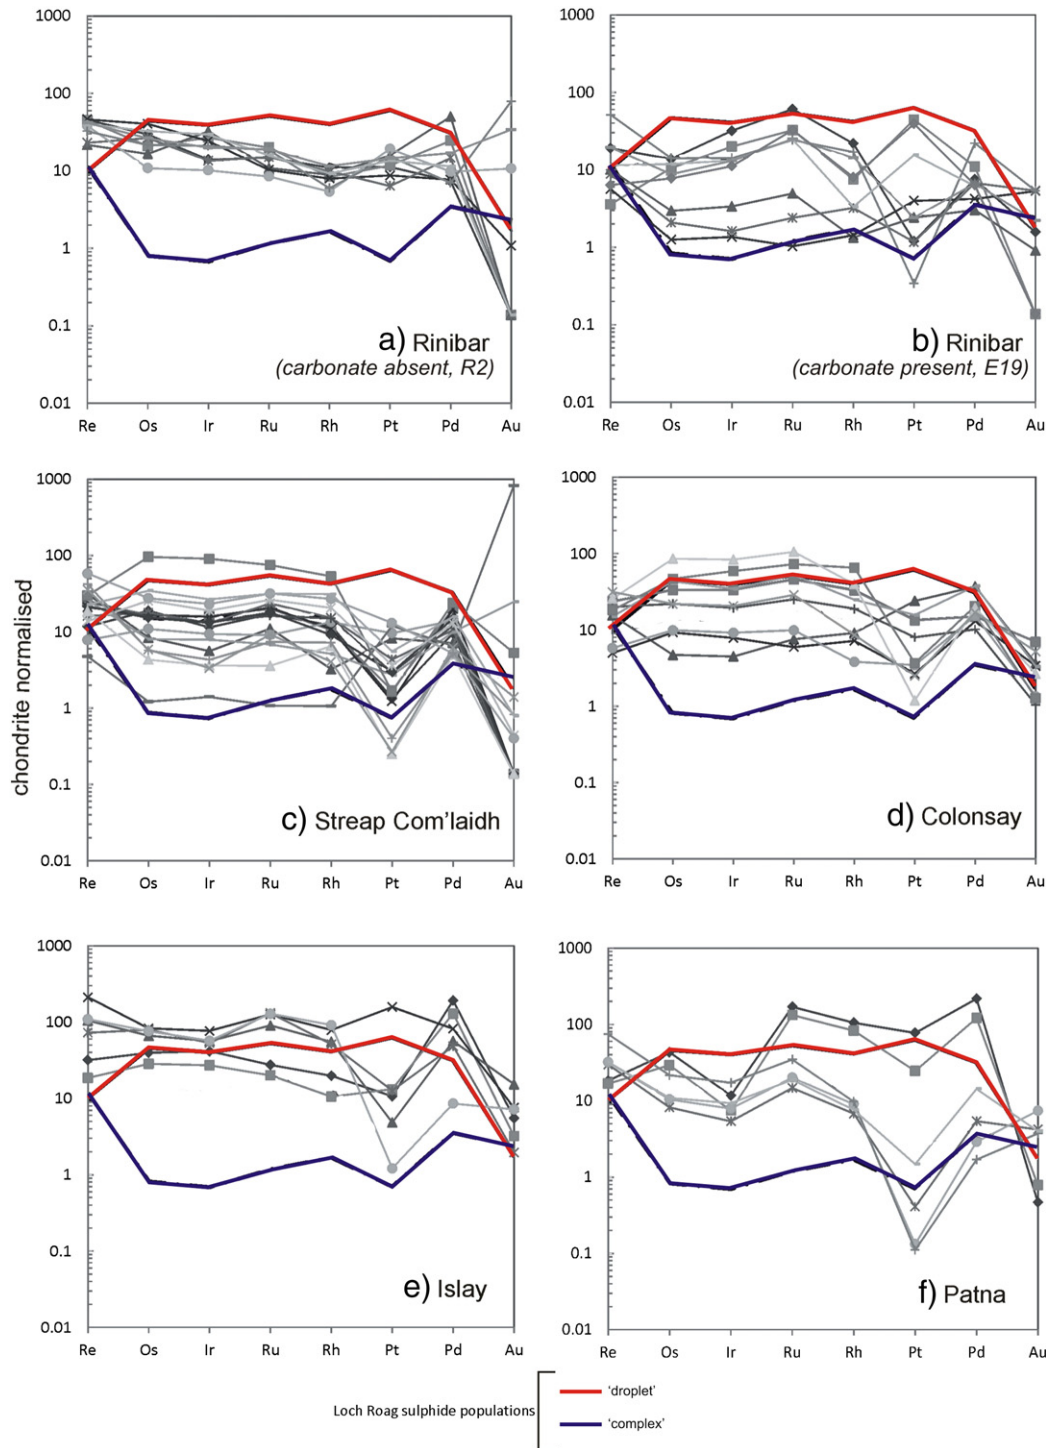 1000
100
10
1
0.1
0.01
a) Rinibar
(carbonate absent, R2)
Re Os Ir Ru Rh Pt Pd Au
1000
100
10
1
0.1
0.01
b) Rinibar
(carbonate present, E19)
Re Os Ir Ru Rh Pt Pd Au
chondrite normalised
1000
100
10
1
0.1
0.01
c) Streap Com'laidh
Re Os Ir Ru Rh Pt Pd Au
1000
100
10
1
0.1
0.01
d) Colonsay
Re Os Ir Ru Rh Pt Pd Au
1000
100
10
1
0.1
0.01
e) Islay
Re Os Ir Ru Rh Pt Pd Au
1000
100
10
1
0.1
0.01
f) Patna
Re Os Ir Ru Rh Pt Pd Au
Loch Roag sulphide populations
'droplet'
'complex'